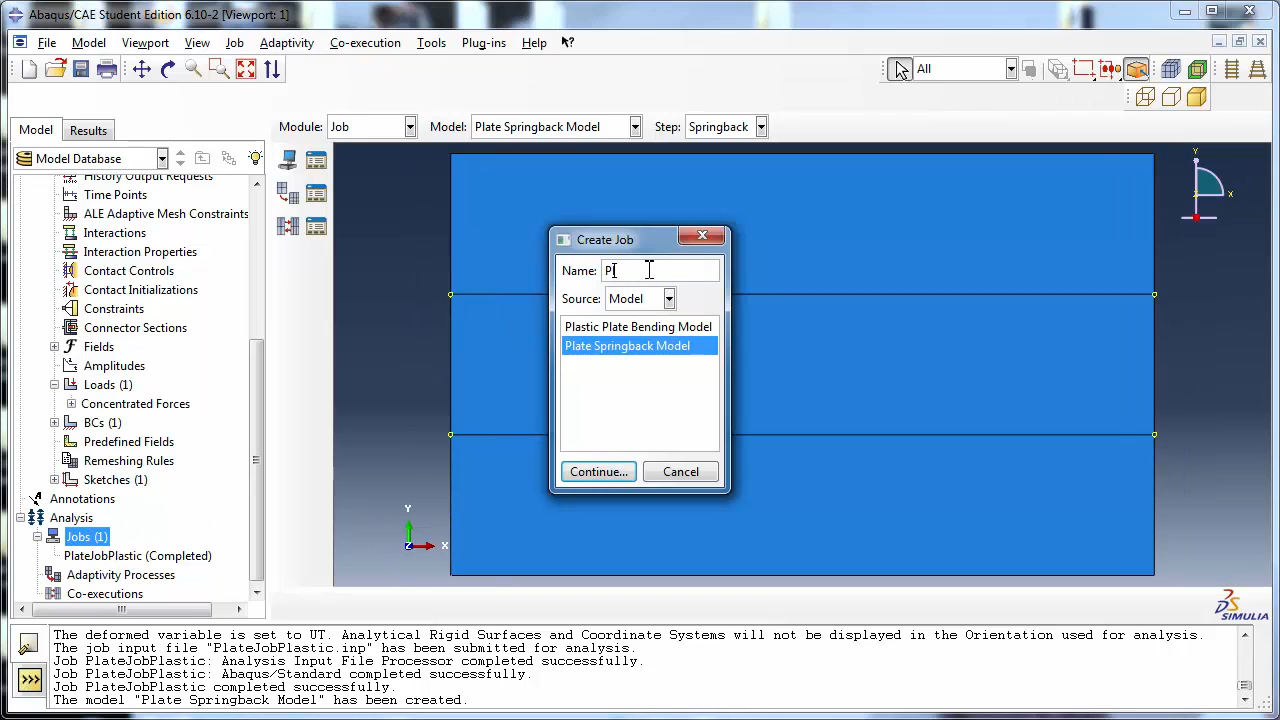 Abaqus/CAE Student Edition 6.10-2 [Viewport: 1]
File Model Viewport View Job Adaptivity Co-execution Tools Plug-ins Help
All
Model Results
Module: Job Model: Plate Springback Model Step: Springback
Model Database
History Output Requests
Time Points
ALE Adaptive Mesh Constraints
Interactions
Interaction Properties
Contact Controls
Contact Initializations
Constraints
Connector Sections
Fields
Amplitudes
Loads (1)
Concentrated Forces
BCs (1)
Predefined Fields
Remeshing Rules
Sketches (1)
Annotations
Analysis
Jobs (1)
PlateJobPlastic (Completed)
Adaptivity Processes
Co-executions
Create Job
Name: Pl
Source: Model
Plastic Plate Bending Model
Plate Springback Model
Continue... Cancel
Y
X
Z
Y
X
Z
SIMULIA
The deformed variable is set to UT. Analytical Rigid Surfaces and Coordinate Systems will not be displayed in the Orientation used for analysis.
The job input file "PlateJobPlastic.inp" has been submitted for analysis.
Job PlateJobPlastic: Analysis Input File Processor completed successfully.
Job PlateJobPlastic: Abaqus/Standard completed successfully.
Job PlateJobPlastic completed successfully.
The model "Plate Springback Model" has been created.
>>>